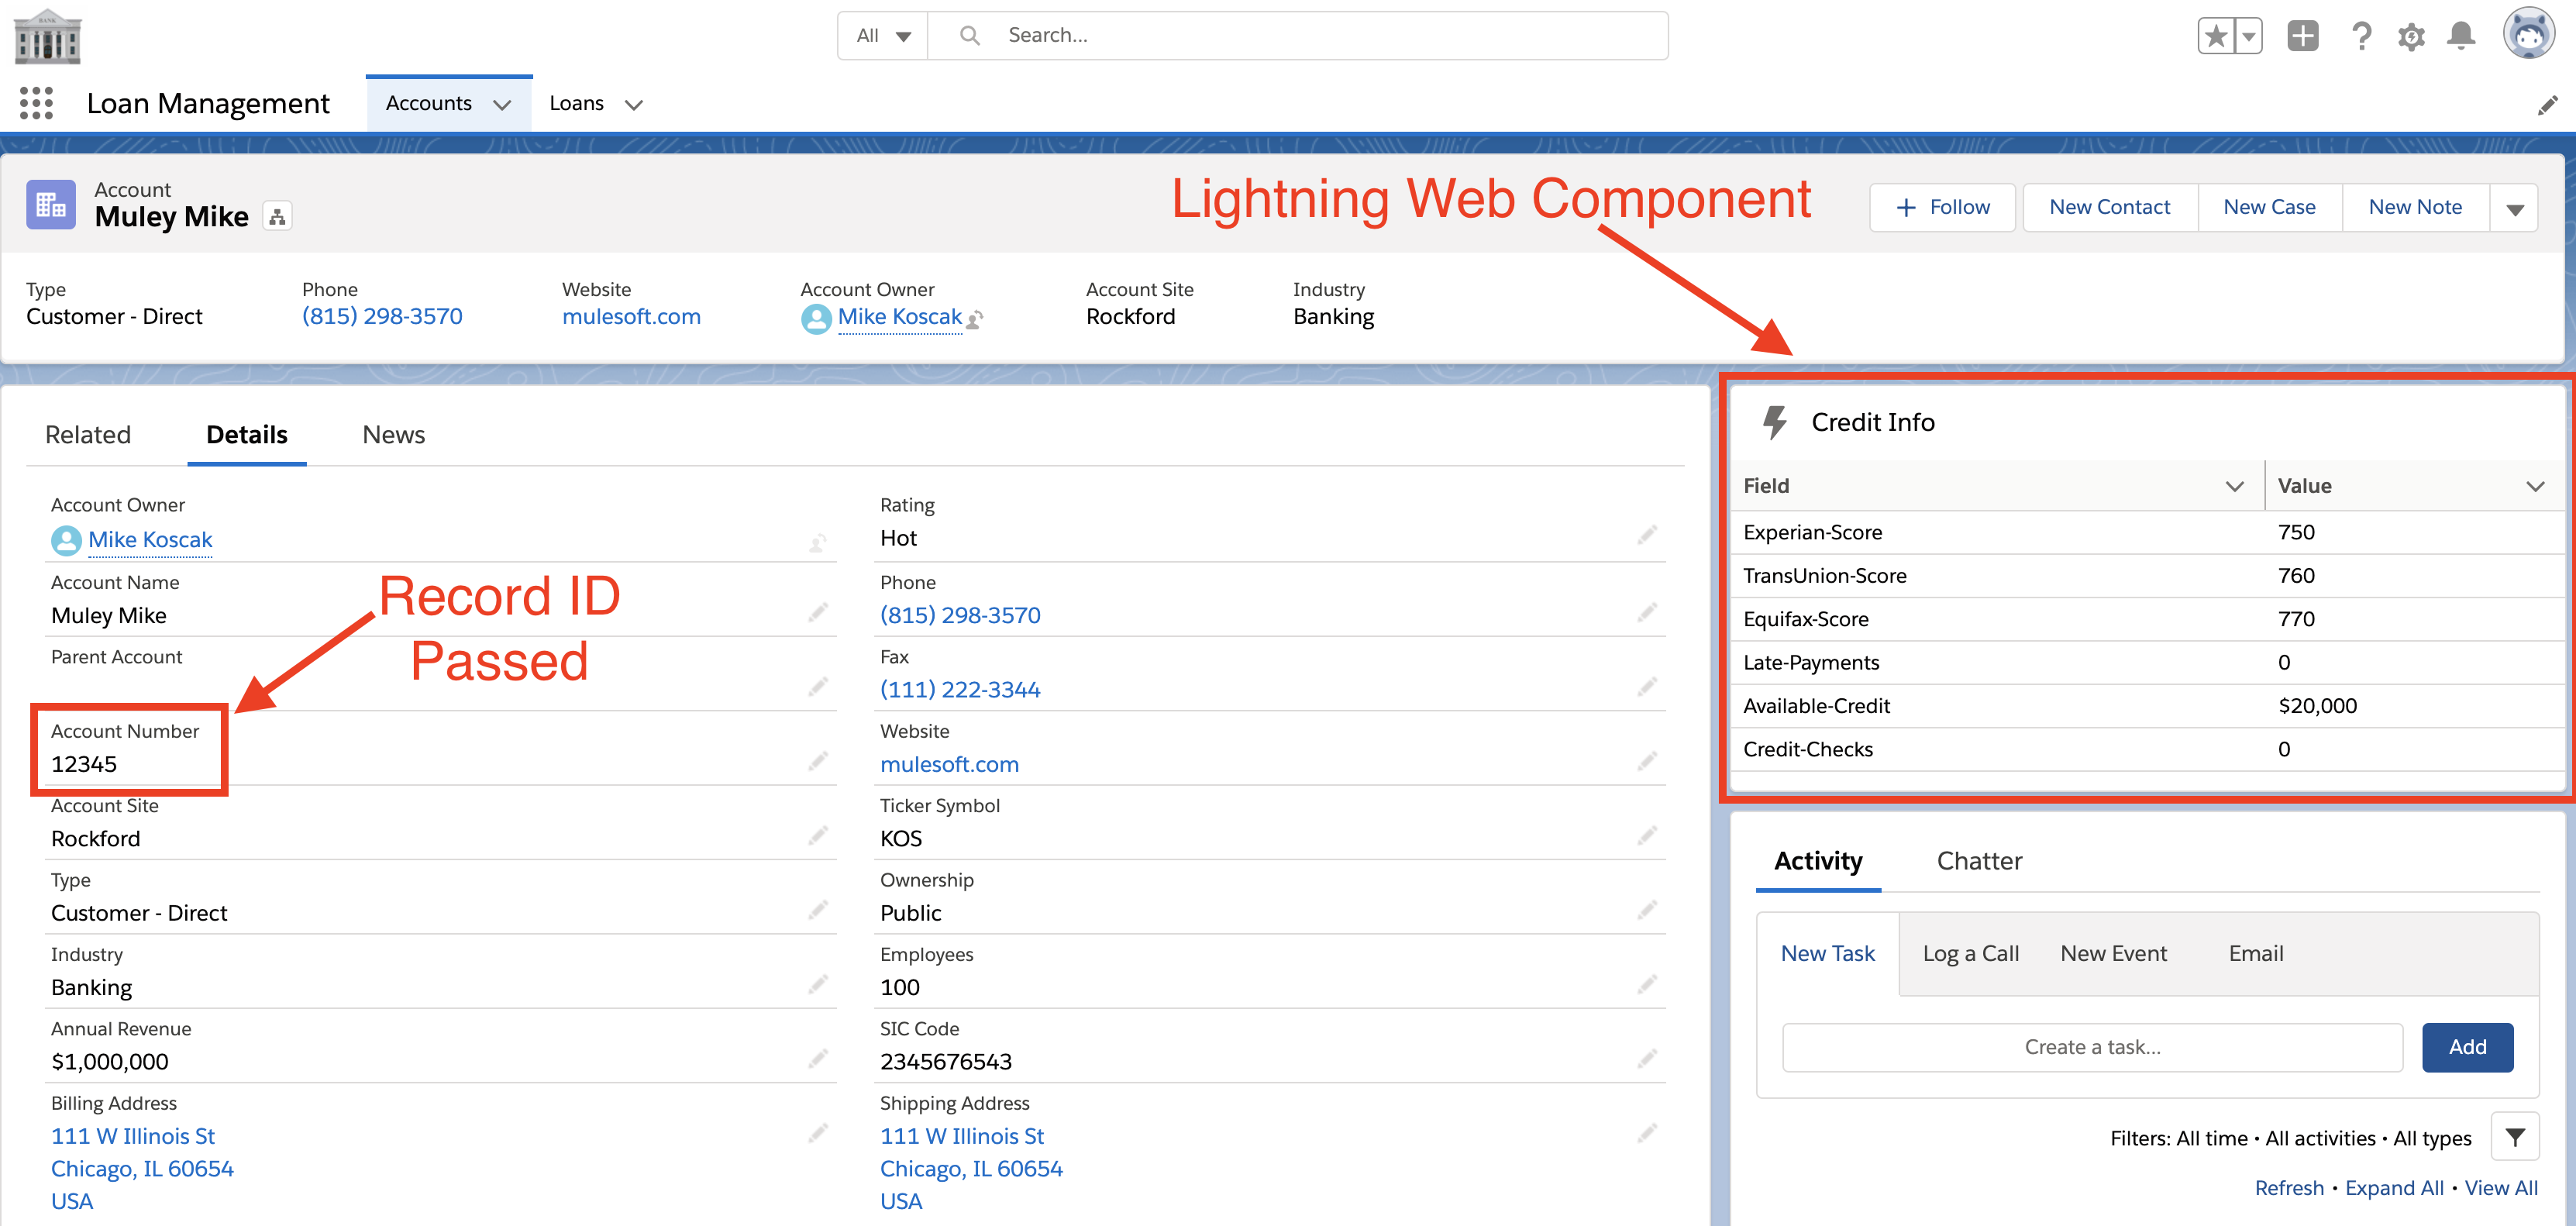 BANK
All
Search...
Loan Management
Accounts
Loans
Account
Muley Mike
Lightning Web Component
Follow
New Contact
New Case
New Note
Type
Customer - Direct
Phone
(815) 298-3570
Website
mulesoft.com
Account Owner
Mike Koscak
Account Site
Rockford
Industry
Banking
Related
Details
News
Account Owner
Mike Koscak
Rating
Hot
Account Name
Muley Mike
Phone
(815) 298-3570
Record ID
Passed
Parent Account
Fax
(111) 222-3344
Account Number
12345
Website
mulesoft.com
Account Site
Rockford
Ticker Symbol
KOS
Type
Customer - Direct
Ownership
Public
Industry
Banking
Employees
100
Annual Revenue
$1,000,000
SIC Code
2345676543
Billing Address
111 W Illinois St
Chicago, IL 60654
USA
Shipping Address
111 W Illinois St
Chicago, IL 60654
USA
Credit Info
Field Value
Experian-Score 750
TransUnion-Score 760
Equifax-Score 770
Late-Payments 0
Available-Credit $20,000
Credit-Checks 0
Activity
Chatter
New Task
Log a Call
New Event
Email
Create a task...
Add
Filters: All time • All activities • All types
Refresh • Expand All • View All